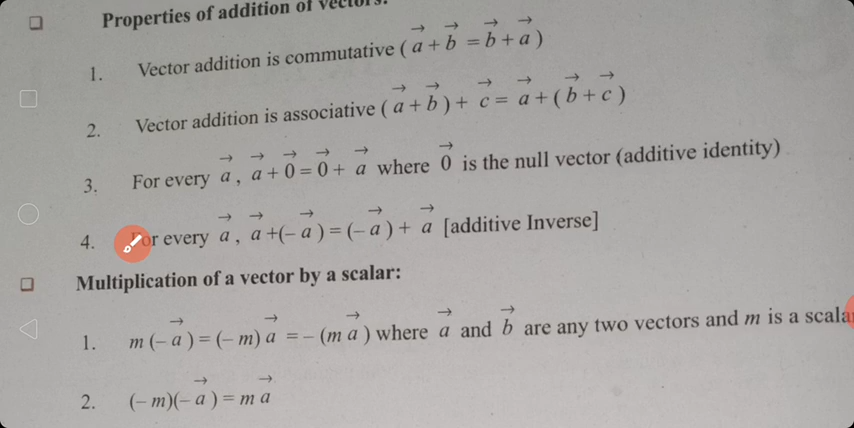 Properties of addition of vectors.
1. Vector addition is commutative ( a⃗ + b⃗ = b⃗ + a⃗ )
2. Vector addition is associative ( a⃗ + b⃗ ) + c⃗ = a⃗ + ( b⃗ + c⃗ )
3. For every a⃗ , a⃗ + 0⃗ = 0⃗ + a⃗ where 0⃗ is the null vector (additive identity)
4. For every a⃗ , a⃗ +(– a⃗ ) = (– a⃗ ) + a⃗ [additive Inverse]
Multiplication of a vector by a scalar:
1. m (– a⃗ ) = (– m) a⃗ = – (m a⃗ ) where a⃗ and b⃗ are any two vectors and m is a scala
2. (– m)(– a⃗ ) = m a⃗